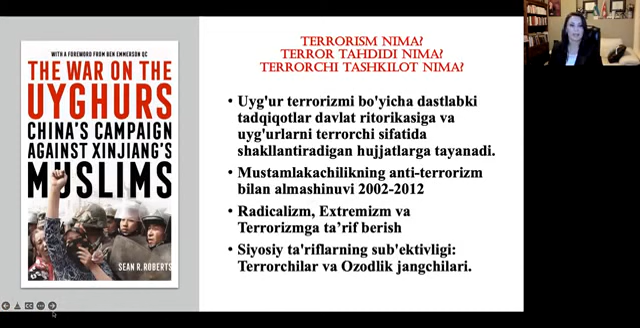 WITH A FOREWORD FROM BEN EMMERSON QC
THE WAR ON THE
UYGHURS
CHINA'S CAMPAIGN
AGAINST XINJIANG'S
MUSLIMS
SEAN R. ROBERTS
TERRORISM NIMA?
TERROR TAHDIDI NIMA?
TERRORCHI TASHKILOT NIMA?
• Uyg'ur terrorizmi bo'yicha dastlabki
tadqiqotlar davlat ritorikasiga va
uyg'urlarni terrorchi sifatida
shakllantiradigan hujjatlarga tayanadi.
• Mustamlakachilikning anti-terrorizm
bilan almashinuvi 2002-2012
• Radicalizm, Extremizm va
Terrorizmga ta’rif berish
• Siyosiy ta'riflarning sub'ektivligi:
Terrorchilar va Ozodlik jangchilari.